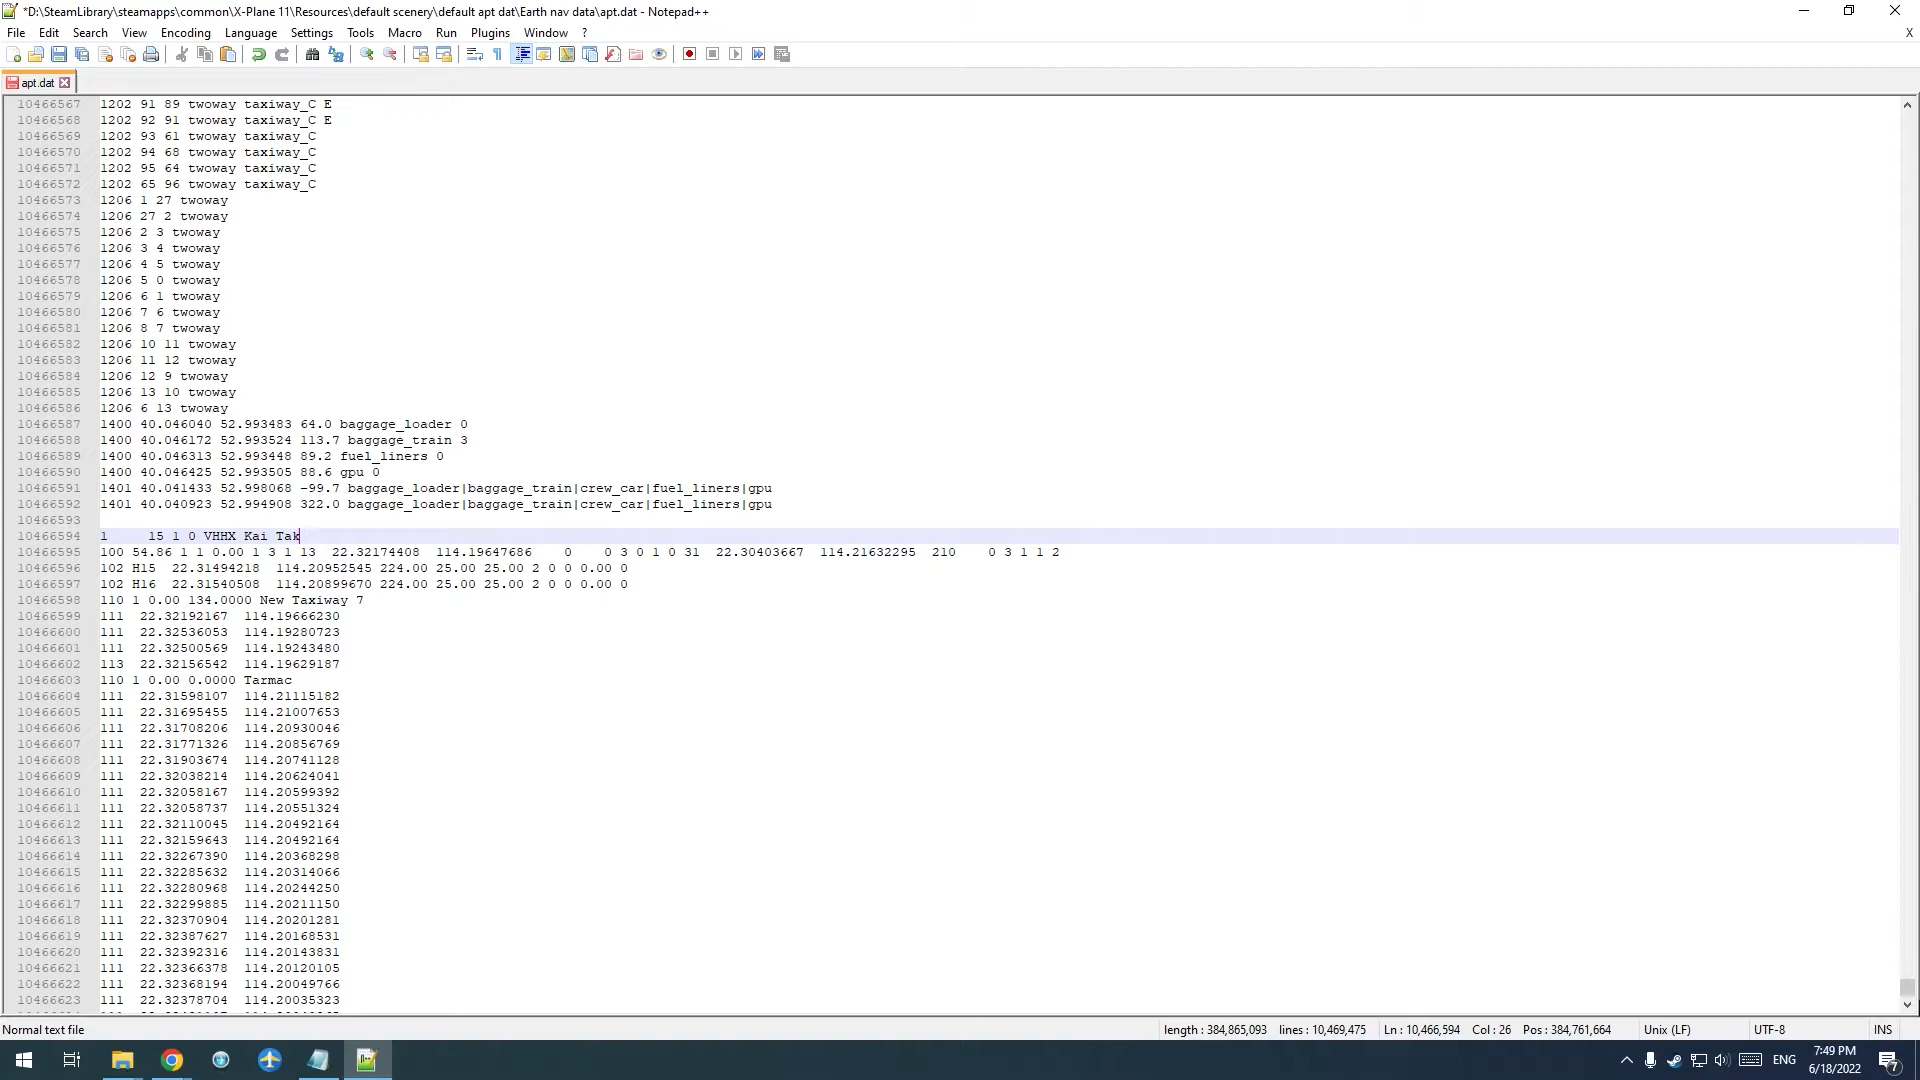 *D:\SteamLibrary\steamapps\common\X-Plane 11\Resources\default scenery\default apt dat\Earth nav data\apt.dat - Notepad++
File Edit Search View Encoding Language Settings Tools Macro Run Plugins Window ? X
apt.dat
10466567 1202 91 89 twoway taxiway_C E
10466568 1202 92 91 twoway taxiway_C E
10466569 1202 93 61 twoway taxiway_C
10466570 1202 94 68 twoway taxiway_C
10466571 1202 95 64 twoway taxiway_C
10466572 1202 65 96 twoway taxiway_C
10466573 1206 1 27 twoway
10466574 1206 27 2 twoway
10466575 1206 2 3 twoway
10466576 1206 3 4 twoway
10466577 1206 4 5 twoway
10466578 1206 5 0 twoway
10466579 1206 6 1 twoway
10466580 1206 7 6 twoway
10466581 1206 8 7 twoway
10466582 1206 10 11 twoway
10466583 1206 11 12 twoway
10466584 1206 12 9 twoway
10466585 1206 13 10 twoway
10466586 1206 6 13 twoway
10466587 1400 40.046040 52.993483 64.0 baggage_loader 0
10466588 1400 40.046172 52.993524 113.7 baggage_train 3
10466589 1400 40.046313 52.993448 89.2 fuel_liners 0
10466590 1400 40.046425 52.993505 88.6 gpu 0
10466591 1401 40.041433 52.998068 -99.7 baggage_loader|baggage_train|crew_car|fuel_liners|gpu
10466592 1401 40.040923 52.994908 322.0 baggage_loader|baggage_train|crew_car|fuel_liners|gpu
10466593
10466594 1 15 1 0 VHHX Kai Tak
10466595 100 54.86 1 1 0.00 1 3 1 13 22.32174408 114.19647686 0 0 3 0 1 0 31 22.30403667 114.21632295 210 0 3 1 1 2
10466596 102 H15 22.31494218 114.20952545 224.00 25.00 25.00 2 0 0 0.00 0
10466597 102 H16 22.31540508 114.20899670 224.00 25.00 25.00 2 0 0 0.00 0
10466598 110 1 0.00 134.0000 New Taxiway 7
10466599 111 22.32192167 114.19666230
10466600 111 22.32536053 114.19280723
10466601 111 22.32500569 114.19243480
10466602 113 22.32156542 114.19629187
10466603 110 1 0.00 0.0000 Tarmac
10466604 111 22.31598107 114.21115182
10466605 111 22.31695455 114.21007653
10466606 111 22.31708206 114.20930046
10466607 111 22.31771326 114.20856769
10466608 111 22.31903674 114.20741128
10466609 111 22.32038214 114.20624041
10466610 111 22.32058167 114.20599392
10466611 111 22.32058737 114.20551324
10466612 111 22.32110045 114.20492164
10466613 111 22.32159643 114.20492164
10466614 111 22.32267390 114.20368298
10466615 111 22.32285632 114.20314066
10466616 111 22.32280968 114.20244250
10466617 111 22.32299885 114.20211150
10466618 111 22.32370904 114.20201281
10466619 111 22.32387627 114.20168531
10466620 111 22.32392316 114.20143831
10466621 111 22.32366378 114.20120105
10466622 111 22.32368194 114.20049766
10466623 111 22.32378704 114.20035323
Normal text file length : 384,865,093 lines : 10,469,475 Ln : 10,466,594 Col : 26 Pos : 384,761,664 Unix (LF) UTF-8 INS
ENG 7:49 PM
6/18/2022 7